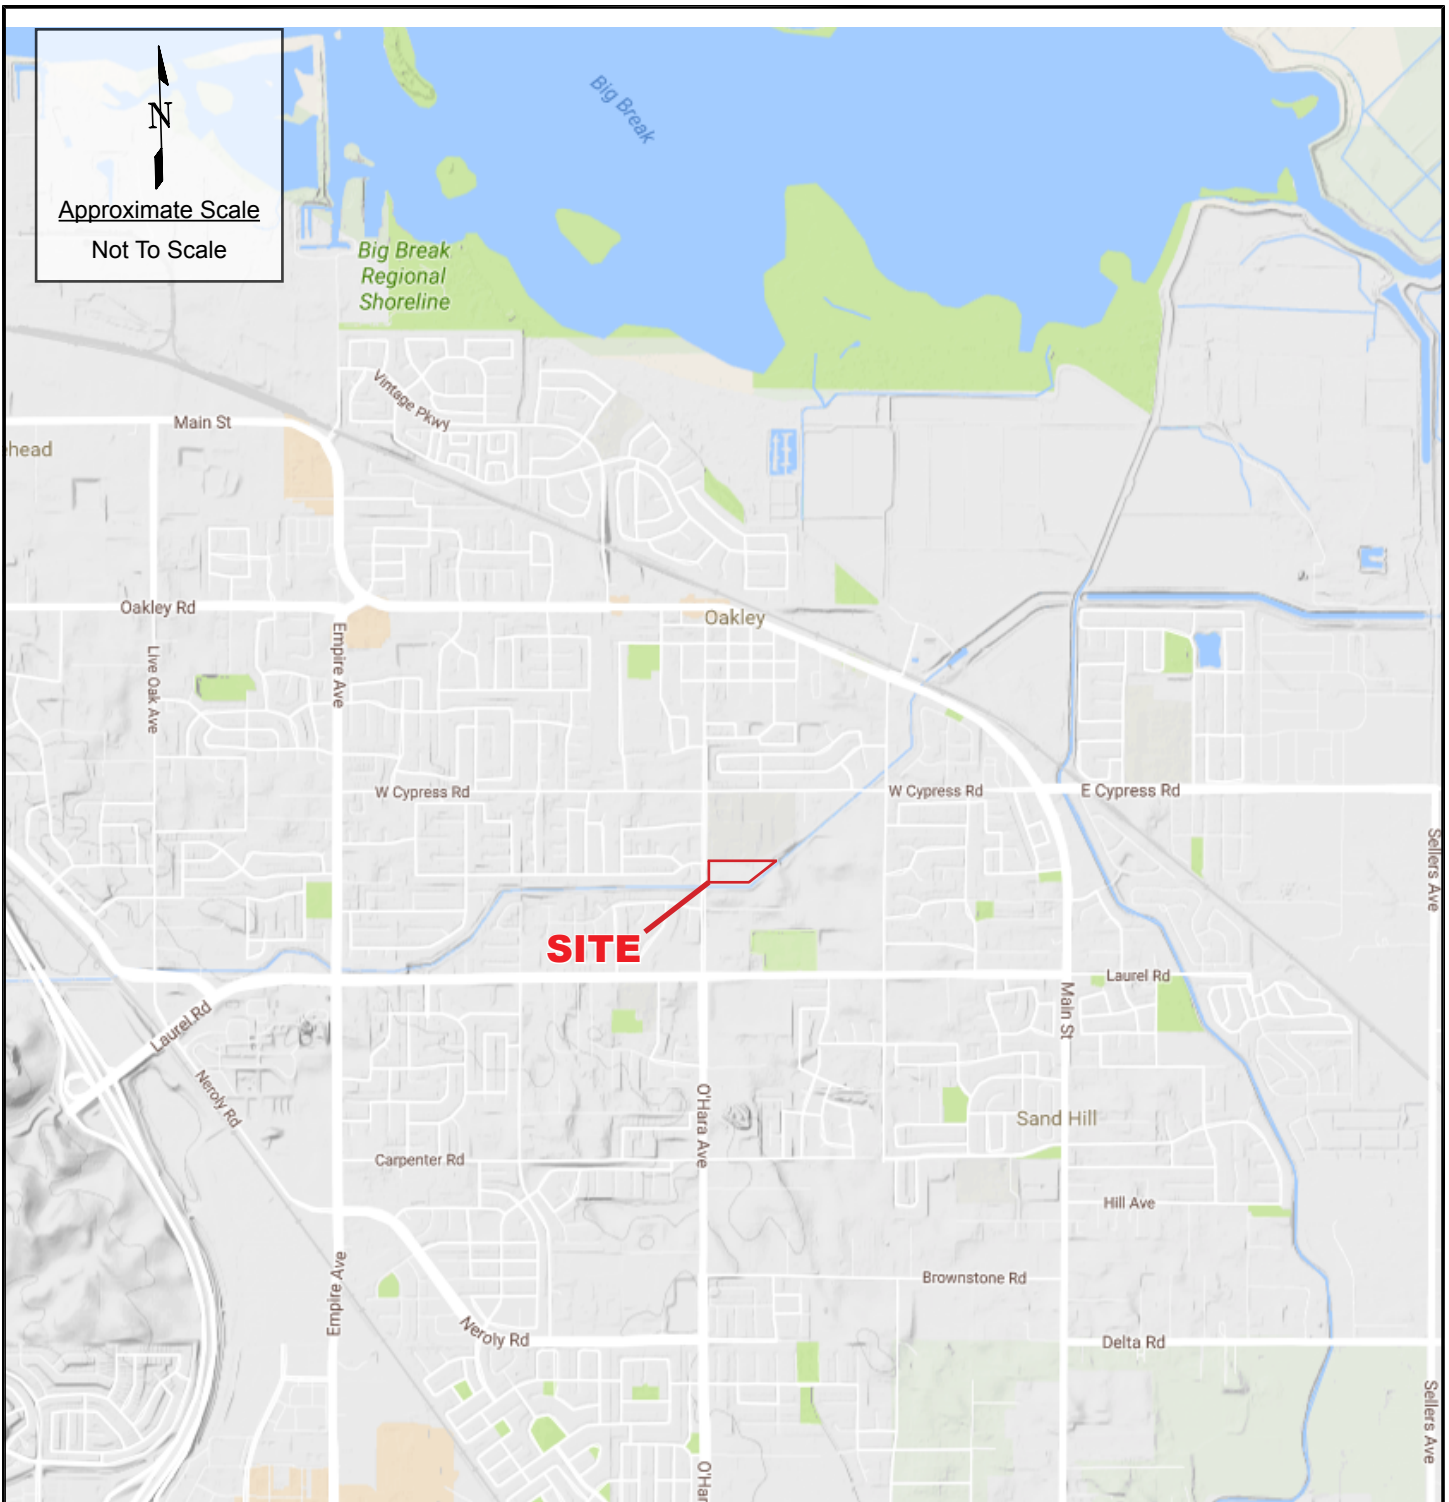 N
Approximate Scale
Not To Scale
Big Break
Big Break
Regional
Shoreline
Vintage Pkwy
Main St
head
Oakley Rd
Oakley
Live Oak Ave
Empire Ave
W Cypress Rd
W Cypress Rd
E Cypress Rd
Sellers Ave
SITE
Laurel Rd
Laurel Rd
Main St
Neroly Rd
O'Hara Ave
Sand Hill
Carpenter Rd
Hill Ave
Empire Ave
Brownstone Rd
Neroly Rd
Delta Rd
Sellers Ave
O'Har